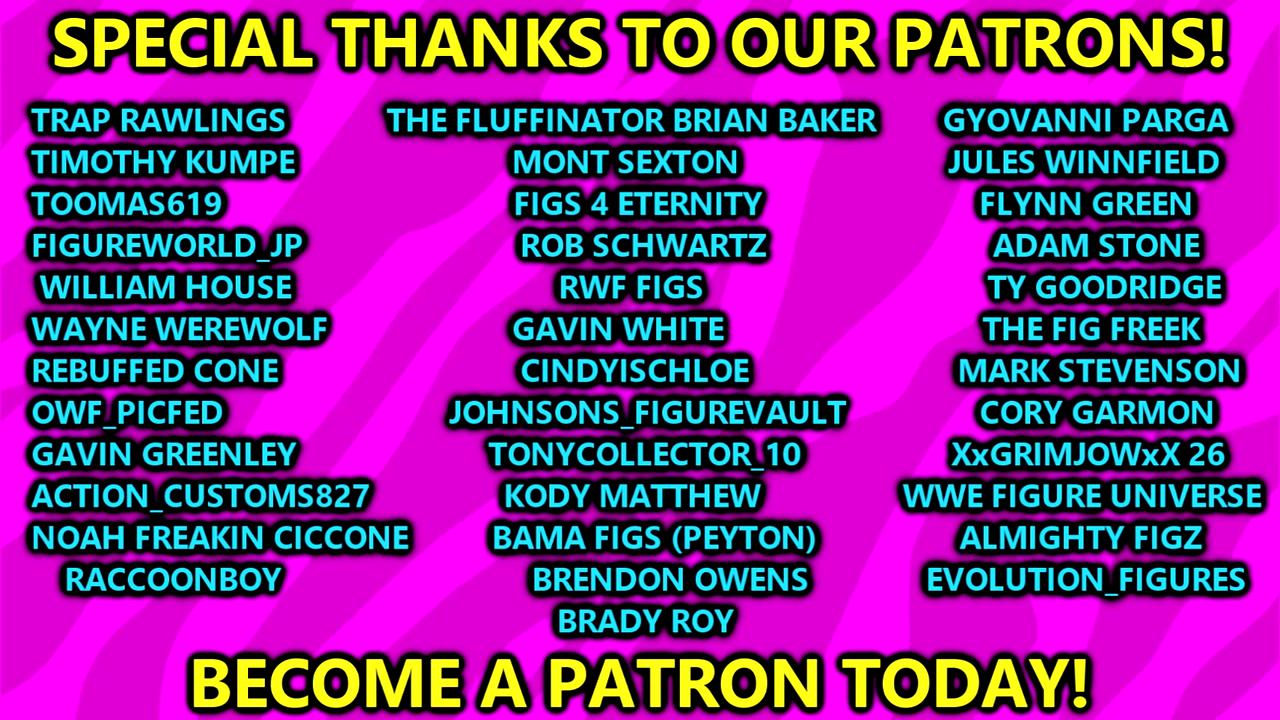 SPECIAL THANKS TO OUR PATRONS!
TRAP RAWLINGS
TIMOTHY KUMPE
TOOMAS619
FIGUREWORLD_JP
WILLIAM HOUSE
WAYNE WEREWOLF
REBUFFED CONE
OWF_PICFED
GAVIN GREENLEY
ACTION_CUSTOMS827
NOAH FREAKIN CICCONE
RACCOONBOY
THE FLUFFINATOR BRIAN BAKER
MONT SEXTON
FIGS 4 ETERNITY
ROB SCHWARTZ
RWF FIGS
GAVIN WHITE
CINDYISCHLOE
JOHNSONS_FIGUREVAULT
TONYCOLLECTOR_10
KODY MATTHEW
BAMA FIGS (PEYTON)
BRENDON OWENS
BRADY ROY
GYOVANNI PARGA
JULES WINNFIELD
FLYNN GREEN
ADAM STONE
TY GOODRIDGE
THE FIG FREEK
MARK STEVENSON
CORY GARMON
XxGRIMJOWxX 26
WWE FIGURE UNIVERSE
ALMIGHTY FIGZ
EVOLUTION_FIGURES
BECOME A PATRON TODAY!